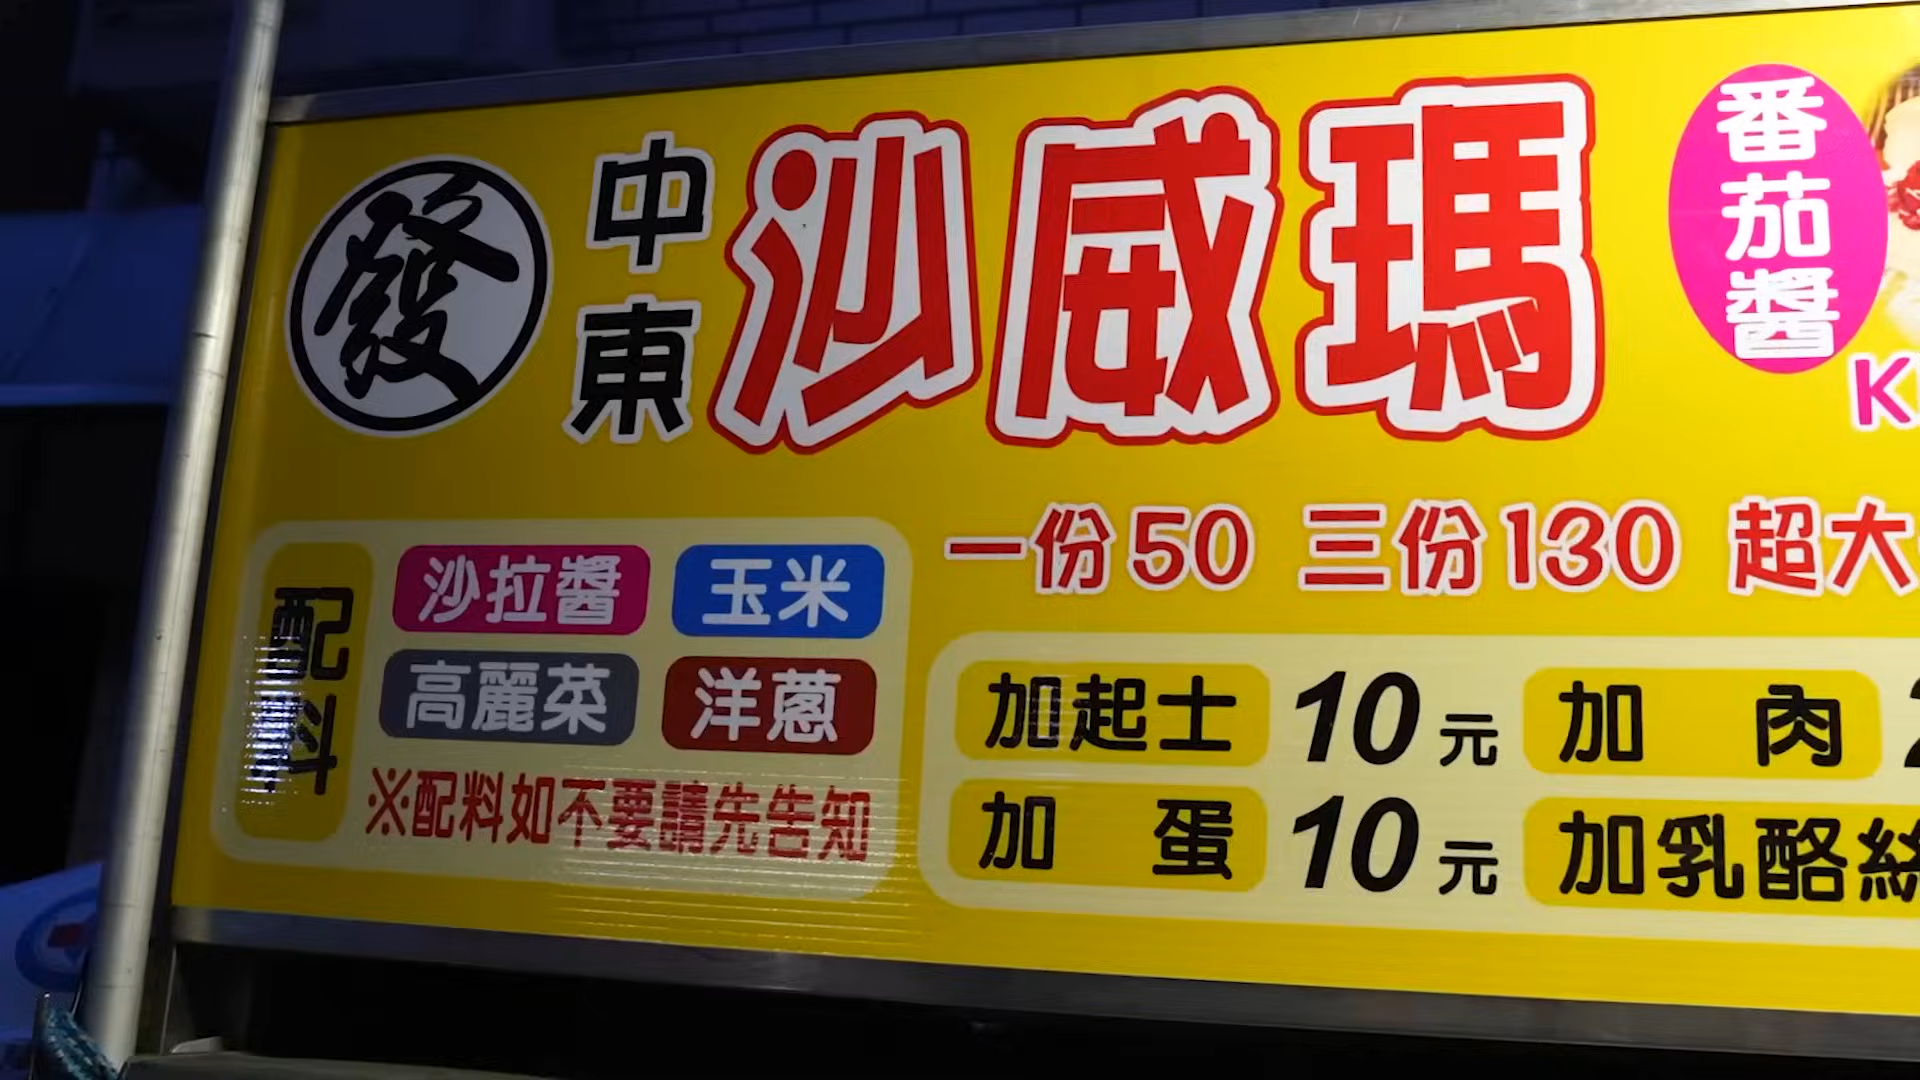 發
中東
沙威瑪
番茄醬
K
一份50 三份130 超大
配料
沙拉醬 玉米
高麗菜 洋蔥
※配料如不要請先告知
加起士 10元 加肉 2
加蛋 10元 加乳酪絲